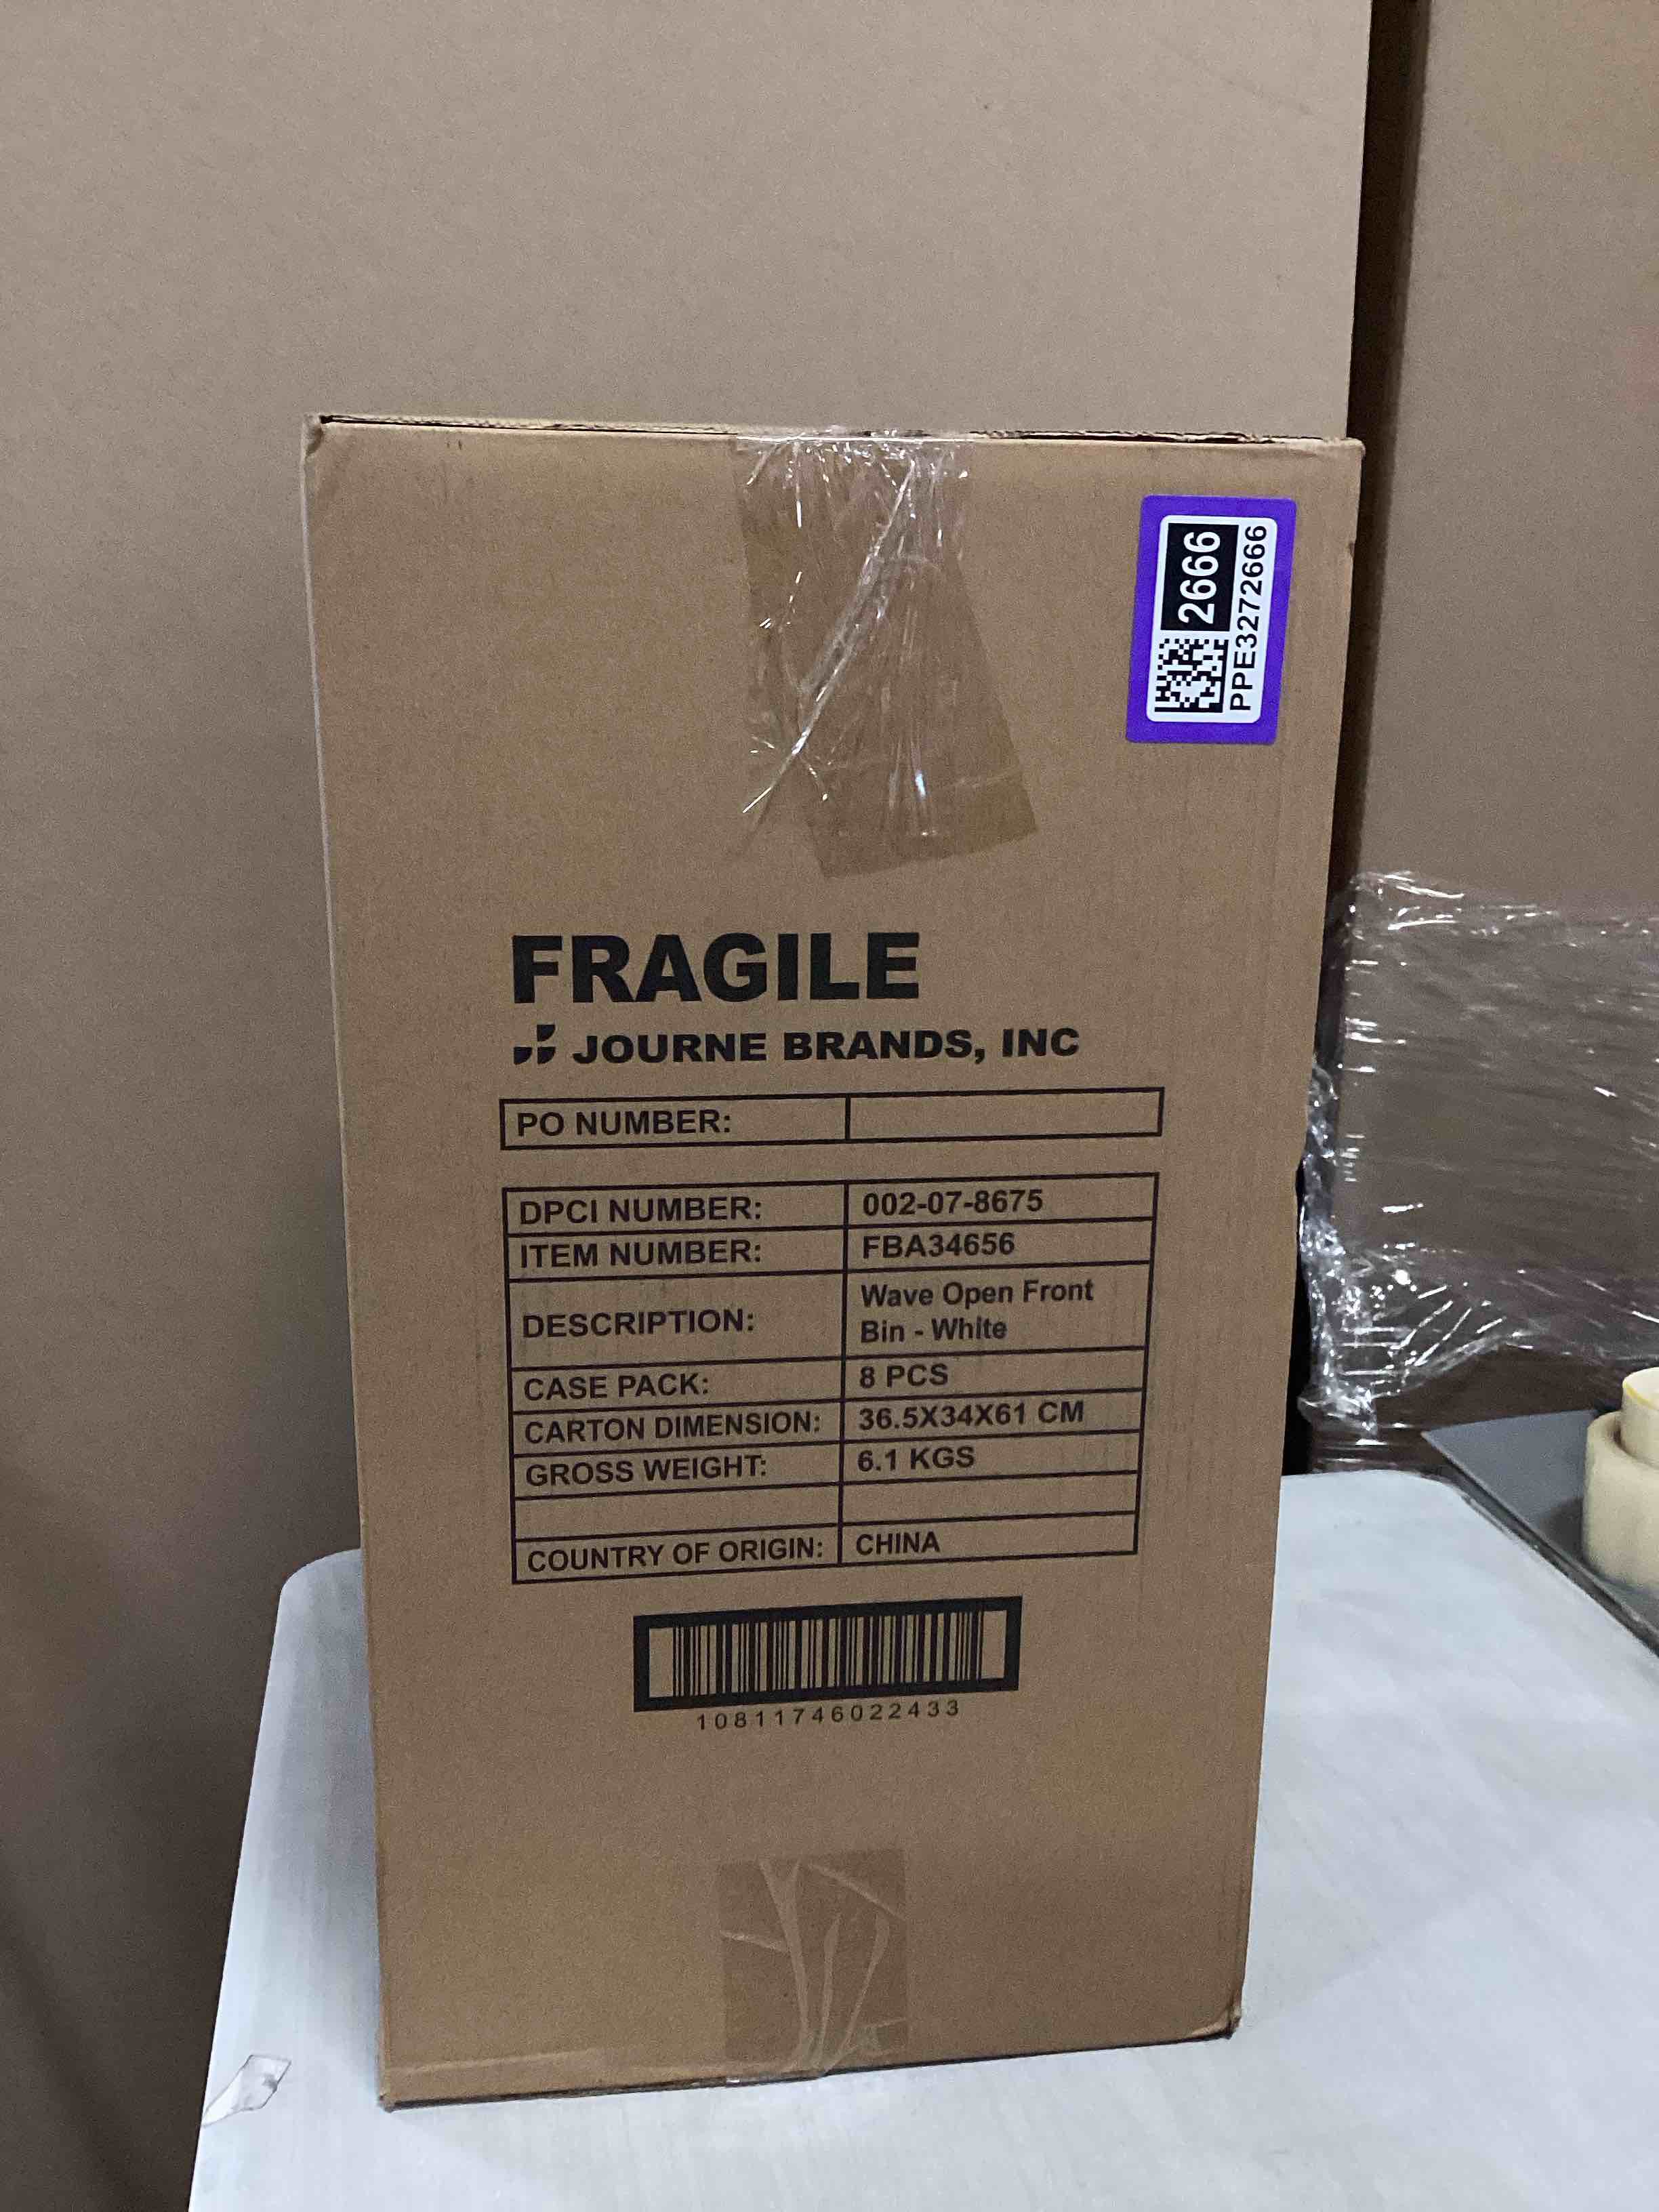 2666
PPE3272666
FRAGILE
JOURNE BRANDS, INC
PO NUMBER:
DPCI NUMBER: 002-07-8675
ITEM NUMBER: FBA34656
DESCRIPTION: Wave Open Front
Bin - White
CASE PACK: 8 PCS
CARTON DIMENSION: 36.5X34X61 CM
GROSS WEIGHT: 6.1 KGS
COUNTRY OF ORIGIN: CHINA
10811746022433